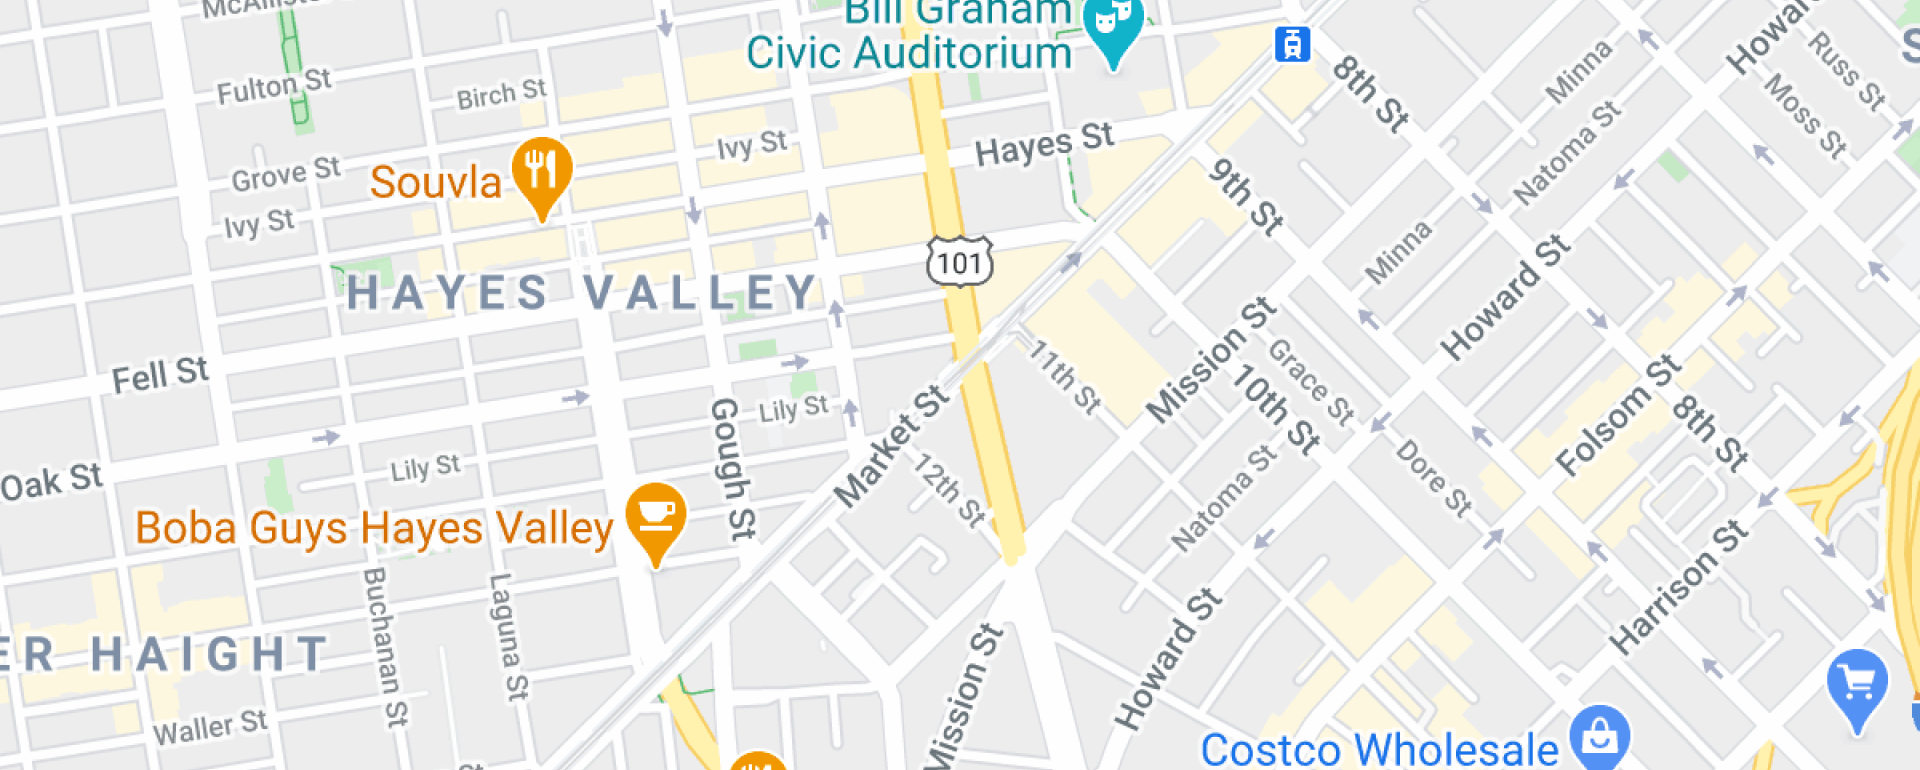 McAllist
Bill Graham
Civic Auditorium
Howard
Fulton St
Birch St
8th St
Minna
Russ St
Moss St
S
Ivy St
Hayes St
Natoma St
Grove St
Souvla
9th St
Ivy St
101
Minna
HAYES VALLEY
Howard St
Fell St
11th St
Mission St
Grace St
10th St
Lily St
Gough St
Market St
Folsom St
8th St
Oak St
Lily St
12th St
Natoma St
Dore St
Boba Guys Hayes Valley
Harrison St
Buchanan St
Laguna St
Howard St
ER HAIGHT
Mission St
Waller St
Costco Wholesale
St